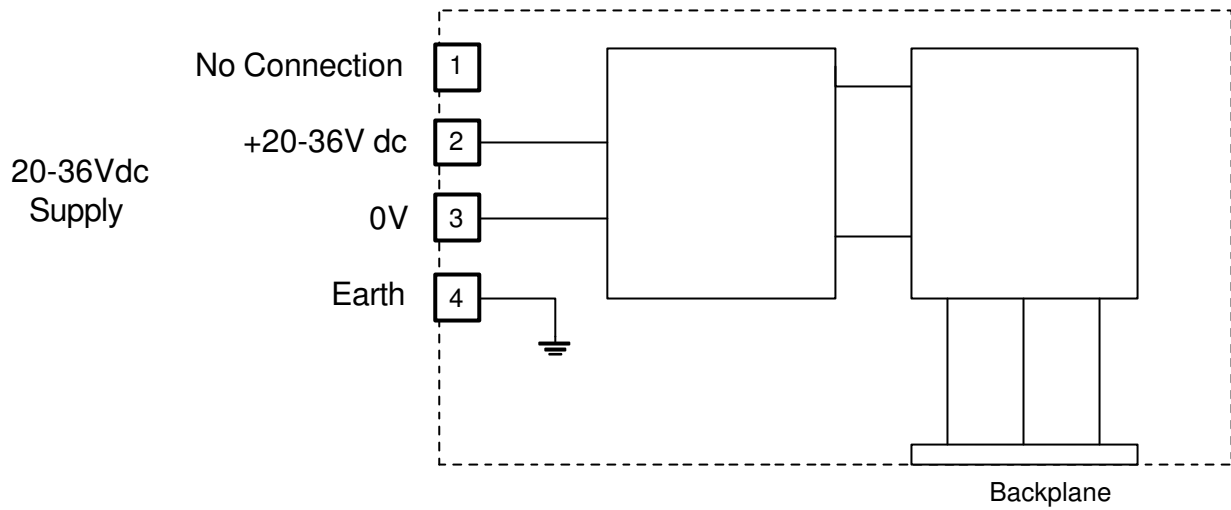 No Connection 1
+20-36V dc 2
20-36Vdc
Supply
0V 3
Earth 4
Backplane